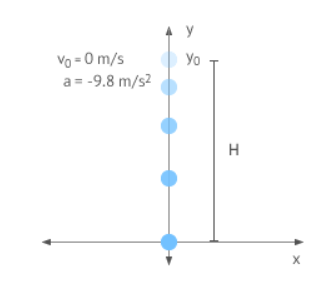 y
v₀ = 0 m/s
y₀
a = -9.8 m/s²
H
x